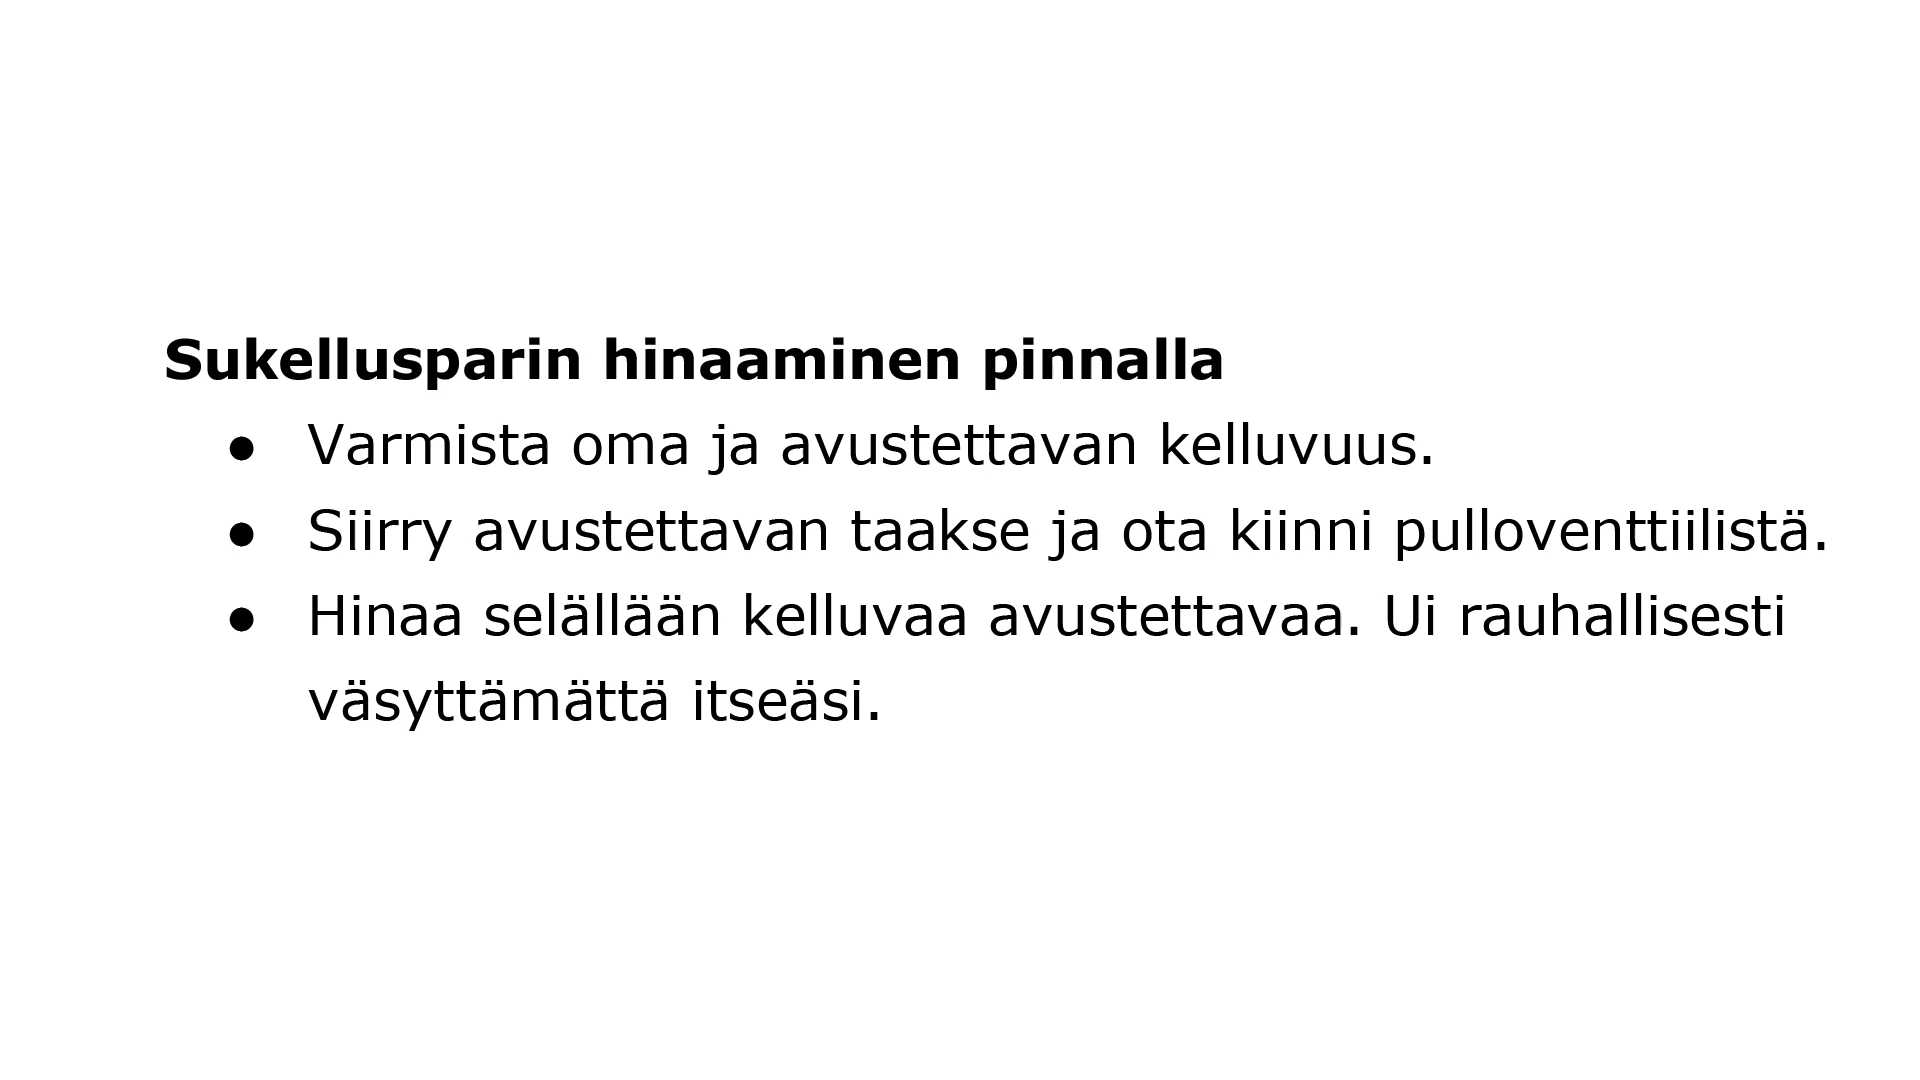 Sukellusparin hinaaminen pinnalla
● Varmista oma ja avustettavan kelluvuus.
● Siirry avustettavan taakse ja ota kiinni pulloventtiilistä.
● Hinaa selällään kelluvaa avustettavaa. Ui rauhallisesti
väsyttämättä itseäsi.